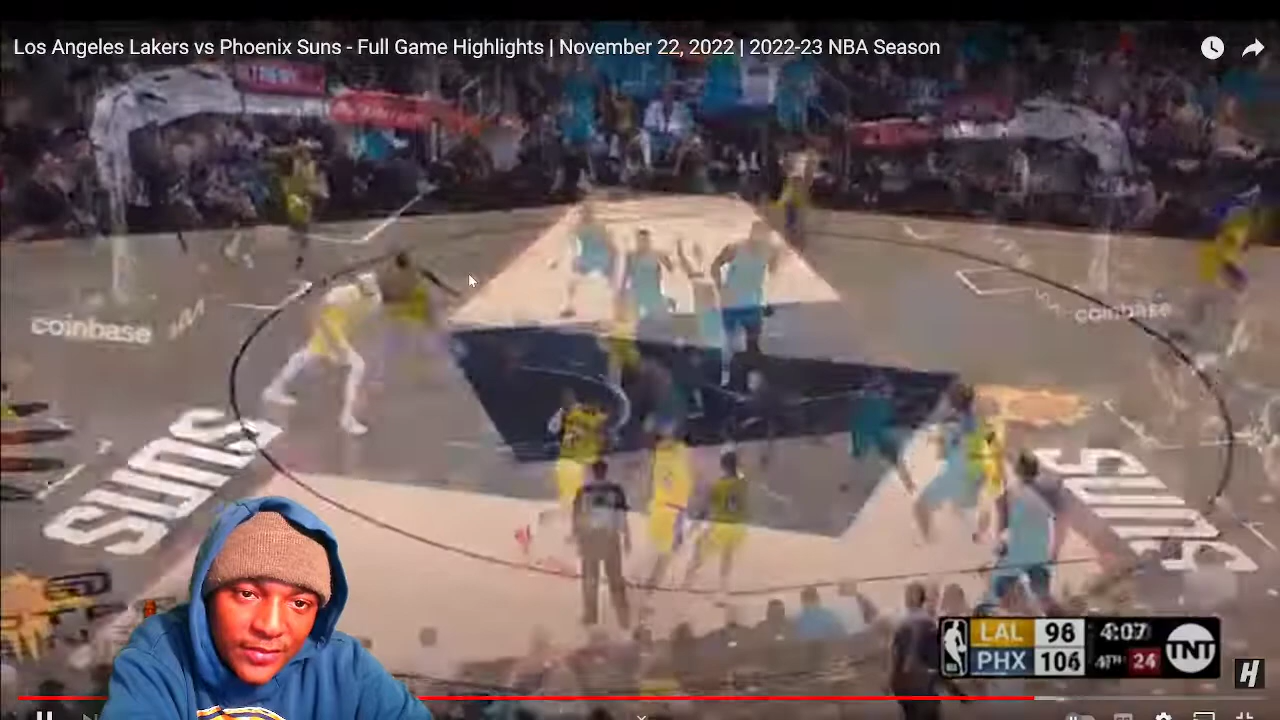 Los Angeles Lakers vs Phoenix Suns - Full Game Highlights | November 22, 2022 | 2022-23 NBA Season
coinbase
coinbase
SUNS
SUNS
LAL 98 4:07 TNT
PHX 106 4TH 24
H